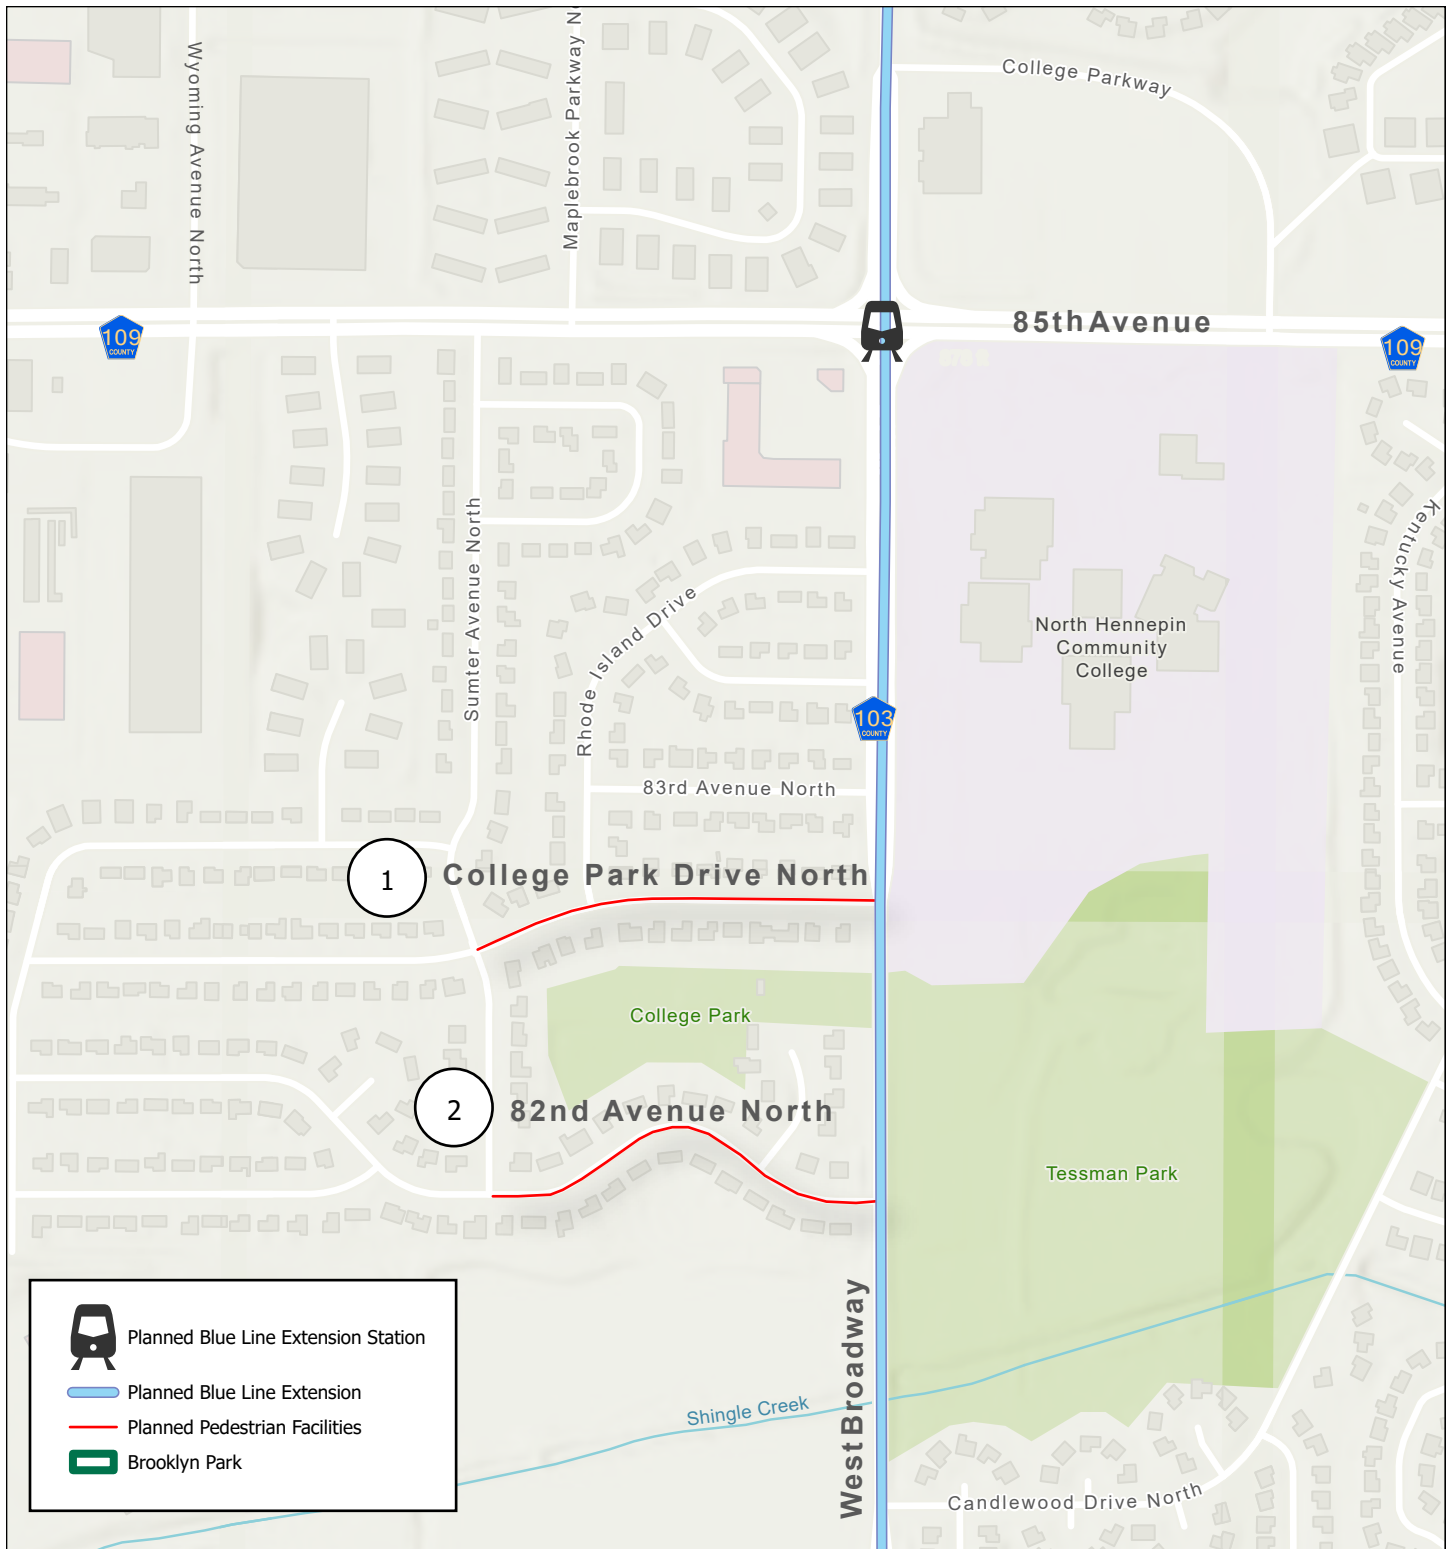 Wyoming Avenue North
Maplebrook Parkway N
College Parkway
85th Avenue
109
COUNTY
109
COUNTY
Sumter Avenue North
Rhode Island Drive
Kentucky Avenue
North Hennepin
Community
College
103
COUNTY
83rd Avenue North
1
College Park Drive North
College Park
2
82nd Avenue North
Tessman Park
West Broadway
Shingle Creek
Candlewood Drive North
Planned Blue Line Extension Station
Planned Blue Line Extension
Planned Pedestrian Facilities
Brooklyn Park